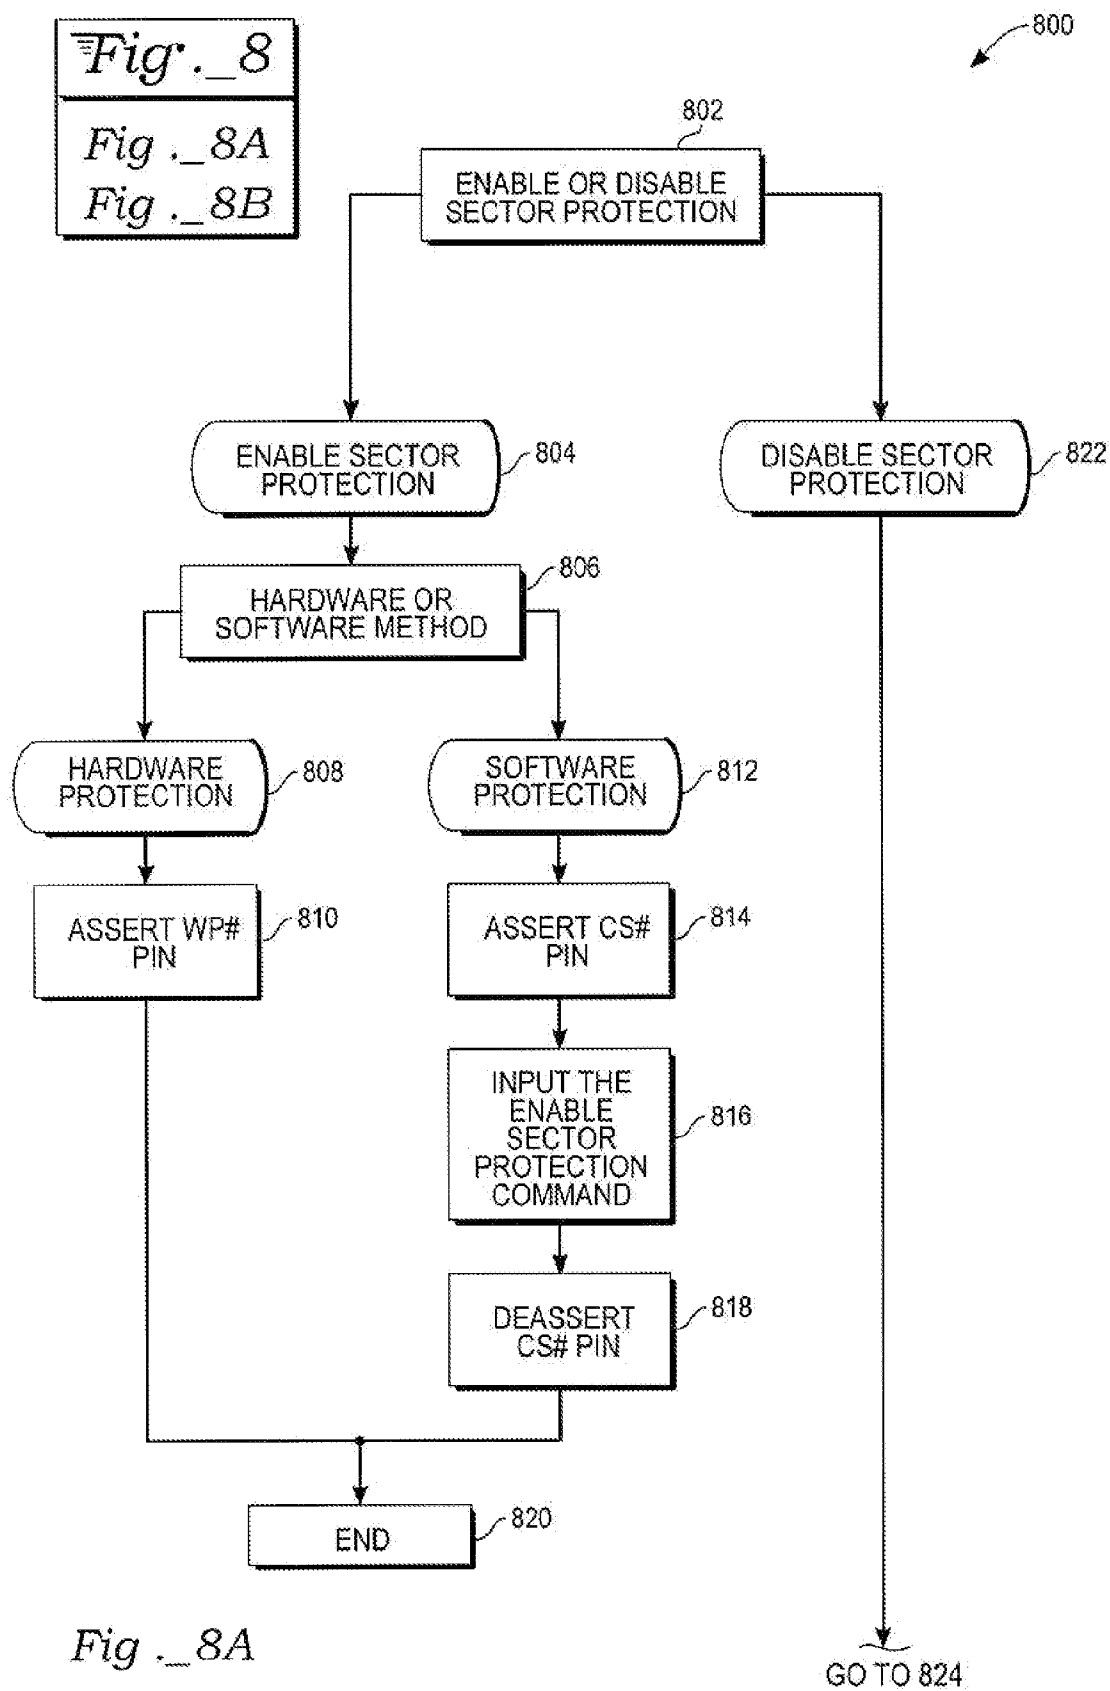 Fig._8
Fig._8A
Fig._8B
800
802
ENABLE OR DISABLE
SECTOR PROTECTION
ENABLE SECTOR
PROTECTION
804
DISABLE SECTOR
PROTECTION
822
806
HARDWARE OR
SOFTWARE METHOD
HARDWARE
PROTECTION
808
SOFTWARE
PROTECTION
812
ASSERT WP#
PIN
810
ASSERT CS#
PIN
814
INPUT THE
ENABLE
SECTOR
PROTECTION
COMMAND
816
DEASSERT
CS# PIN
818
END
820
Fig._8A
GO TO 824